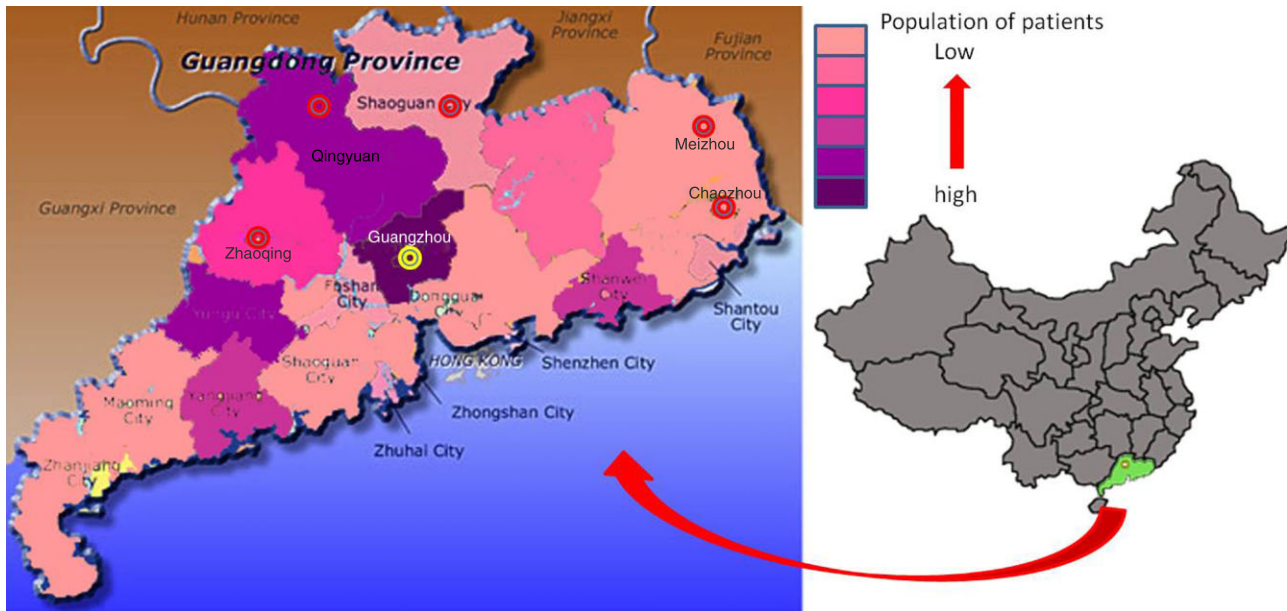 Hunan Province
Jiangxi
Province
Fujian
Province
Guangdong Province
Shaoguan City
Meizhou
Qingyuan
Chaozhou
Guangxi Province
Guangzhou
Zhaoqing
Shanwei
City
Foshan
City
Dongguan
Shantou
City
Yunfu City
Shaoguan
City
HONG KONG
Shenzhen City
Maoming
City
Yangjiang
City
Zhongshan City
Zhuhai City
Zhanjiang
City
Population of patients
Low
high